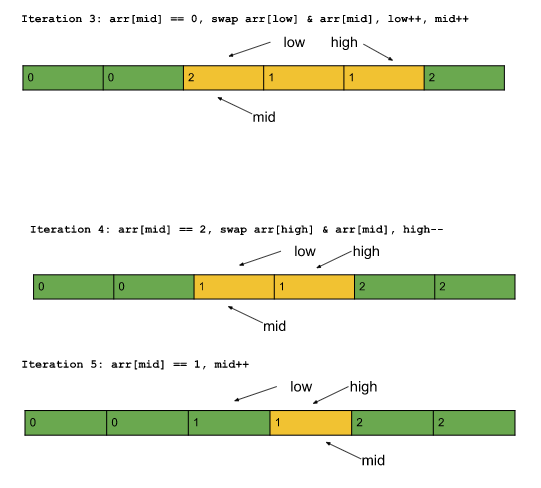 Iteration 3: arr[mid] == 0, swap arr[low] & arr[mid], low++, mid++
low high
0 0 2 1 1 2
mid
Iteration 4: arr[mid] == 2, swap arr[high] & arr[mid], high--
low high
0 0 1 1 2 2
mid
Iteration 5: arr[mid] == 1, mid++
low high
0 0 1 1 2 2
mid